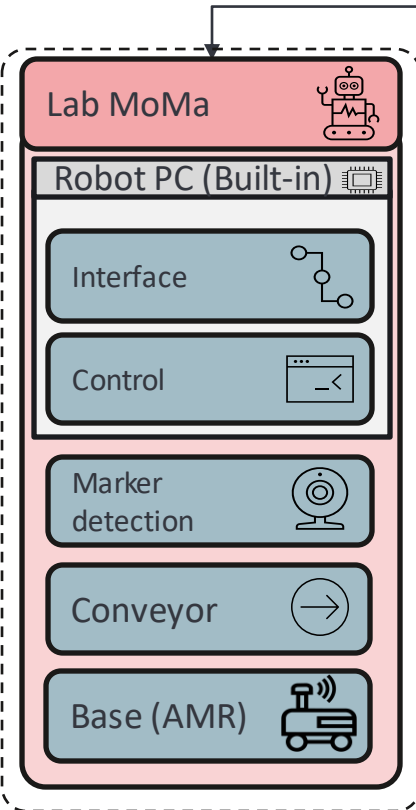 Lab MoMa
Robot PC (Built-in)
Interface
Control
Marker
detection
Conveyor
Base (AMR)